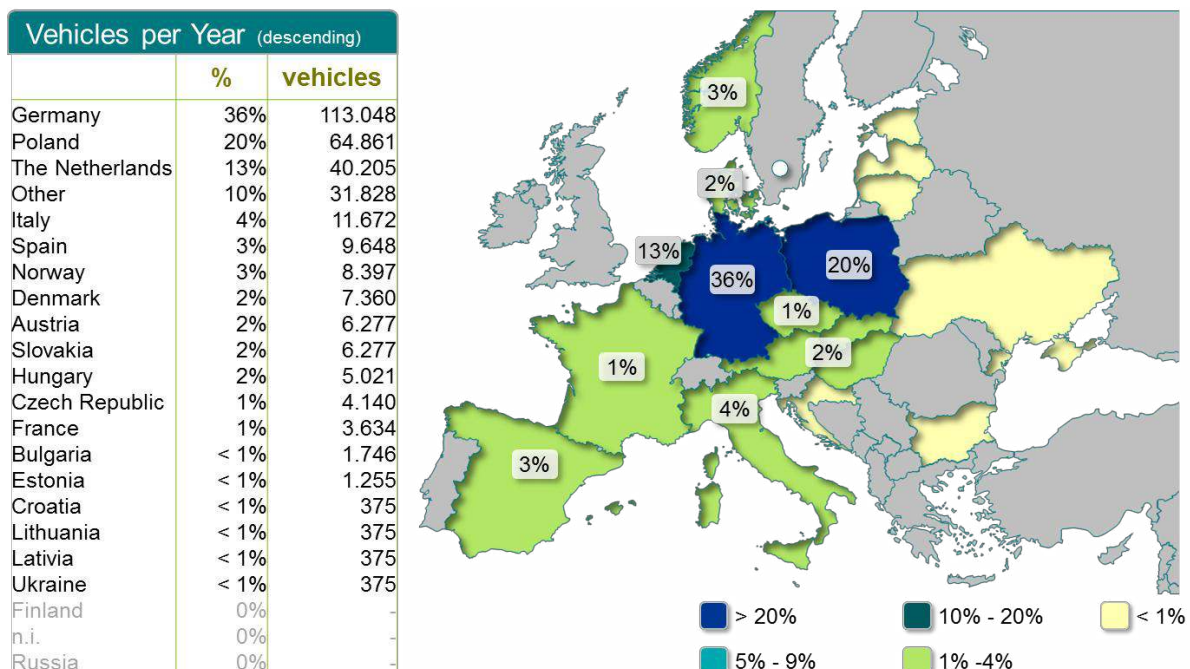 Vehicles per Year (descending)
% vehicles
Germany 36% 113.048
Poland 20% 64.861
The Netherlands 13% 40.205
Other 10% 31.828
Italy 4% 11.672
Spain 3% 9.648
Norway 3% 8.397
Denmark 2% 7.360
Austria 2% 6.277
Slovakia 2% 6.277
Hungary 2% 5.021
Czech Republic 1% 4.140
France 1% 3.634
Bulgaria < 1% 1.746
Estonia < 1% 1.255
Croatia < 1% 375
Lithuania < 1% 375
Lativia < 1% 375
Ukraine < 1% 375
Finland 0% -
n.i. 0% -
Russia 0% -
3%
2%
13%
36%
20%
1%
2%
1%
4%
3%
> 20%
10% - 20%
< 1%
5% - 9%
1% -4%